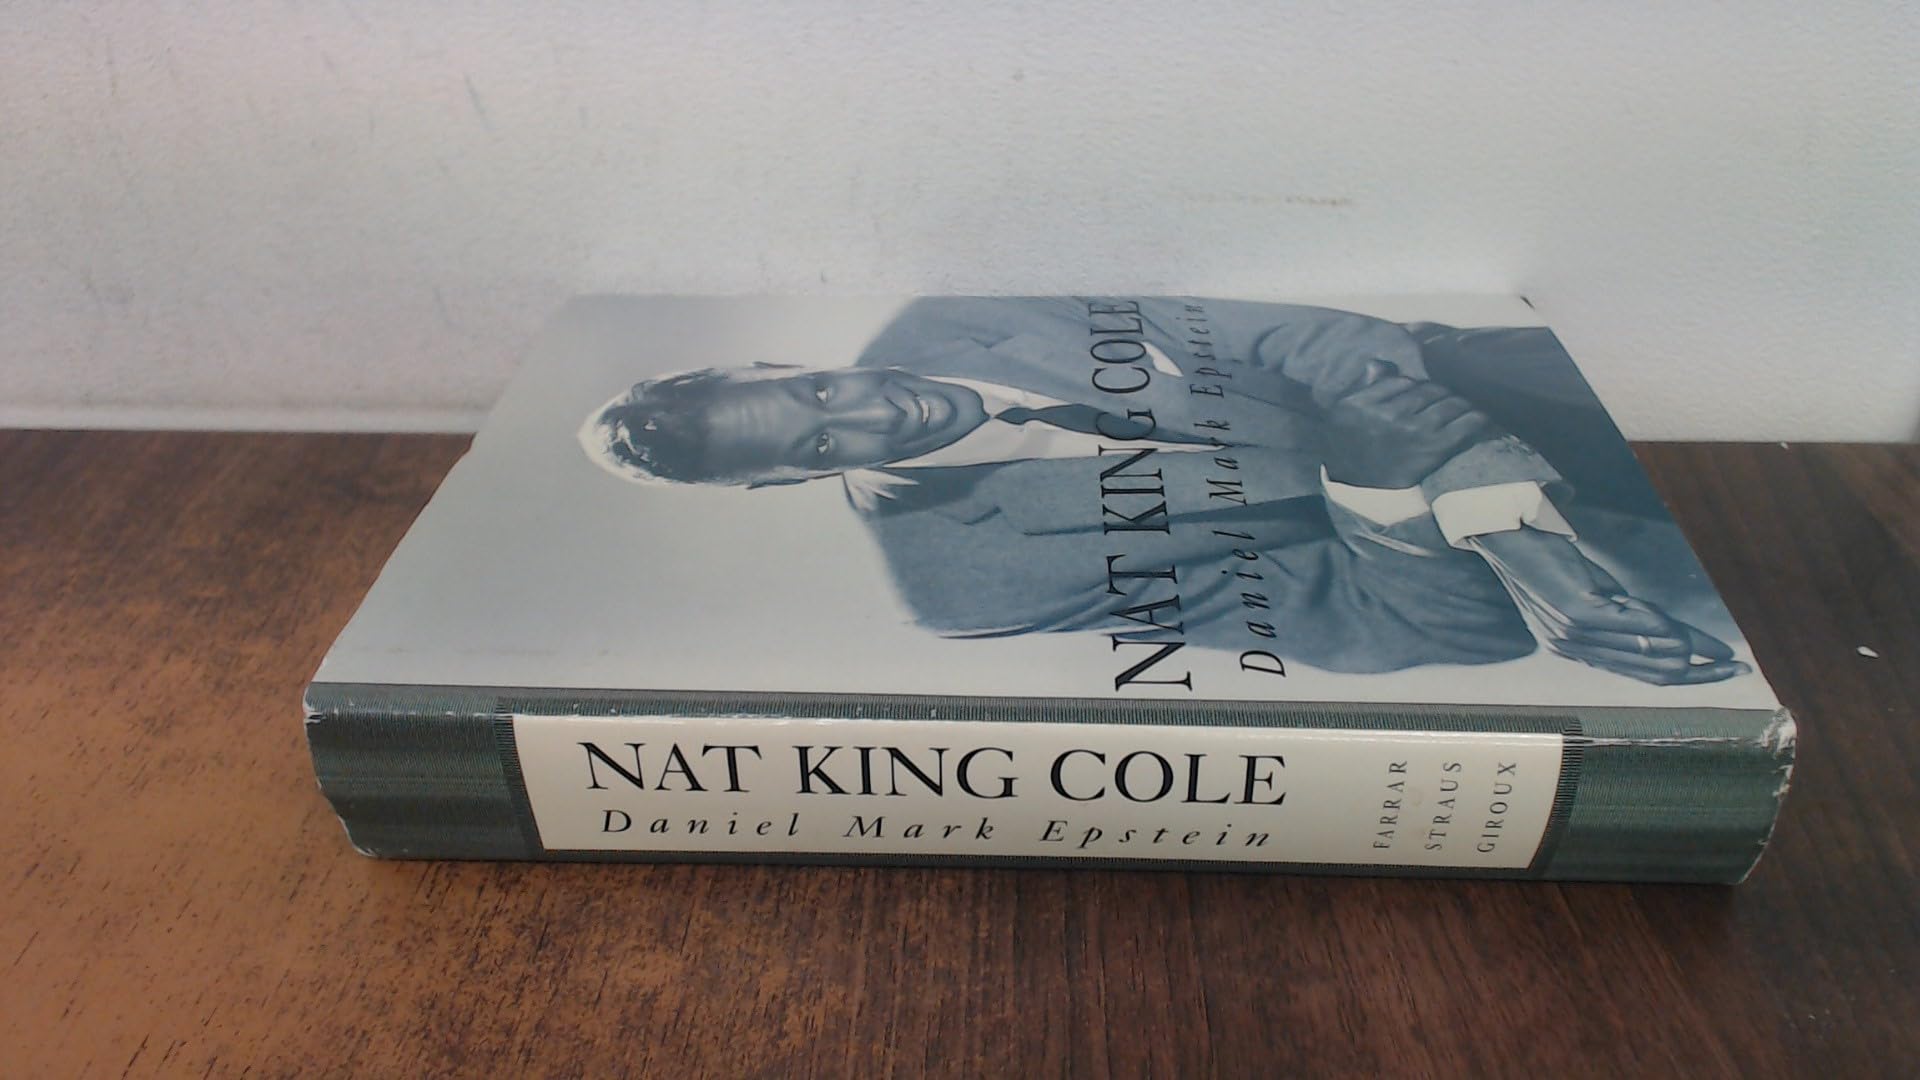 NAT KING COLE
Daniel Mark Epstein
NAT KING COLE
Daniel Mark Epstein
FARRAR
STRAUS
GIROUX